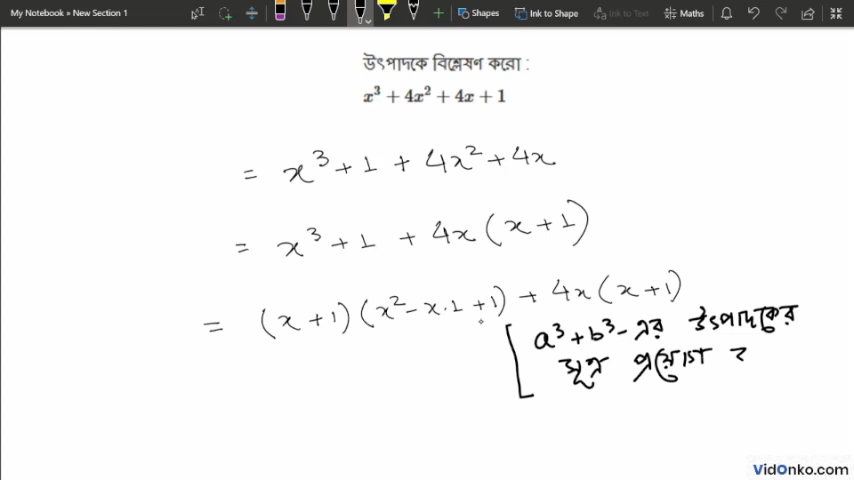 My Notebook » New Section 1
Shapes Ink to Shape Ink to Text Maths
উৎপাদকে বিশ্লেষণ করো :
x³ + 4x² + 4x + 1
= x³ + 1 + 4x² + 4x
= x³ + 1 + 4x (x + 1)
= (x + 1) (x² - x.1 + 1) + 4x (x + 1)
[ a³ + b³ - এর উৎপাদকের
সূত্র প্রয়োগ
VidOnko.com